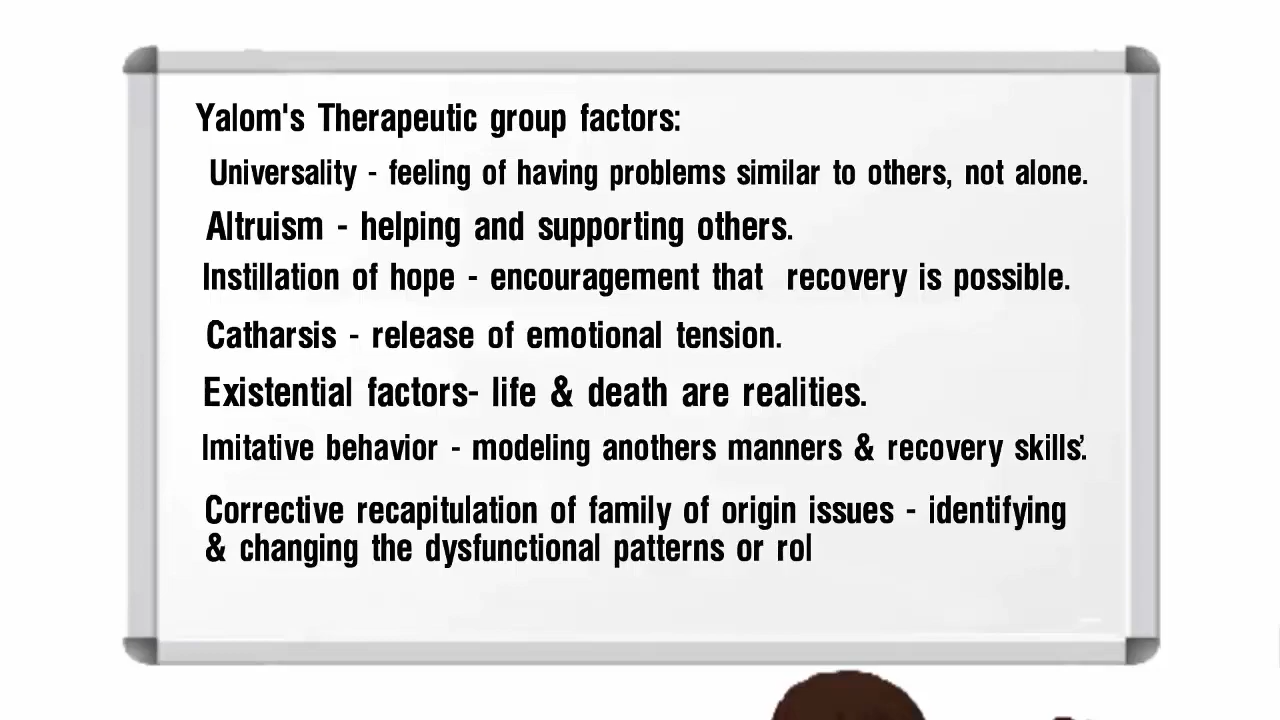 Yalom's Therapeutic group factors:
Universality - feeling of having problems similar to others, not alone.
Altruism - helping and supporting others.
Instillation of hope - encouragement that recovery is possible.
Catharsis - release of emotional tension.
Existential factors- life & death are realities.
Imitative behavior - modeling anothers manners & recovery skills'.
Corrective recapitulation of family of origin issues - identifying
& changing the dysfunctional patterns or rol